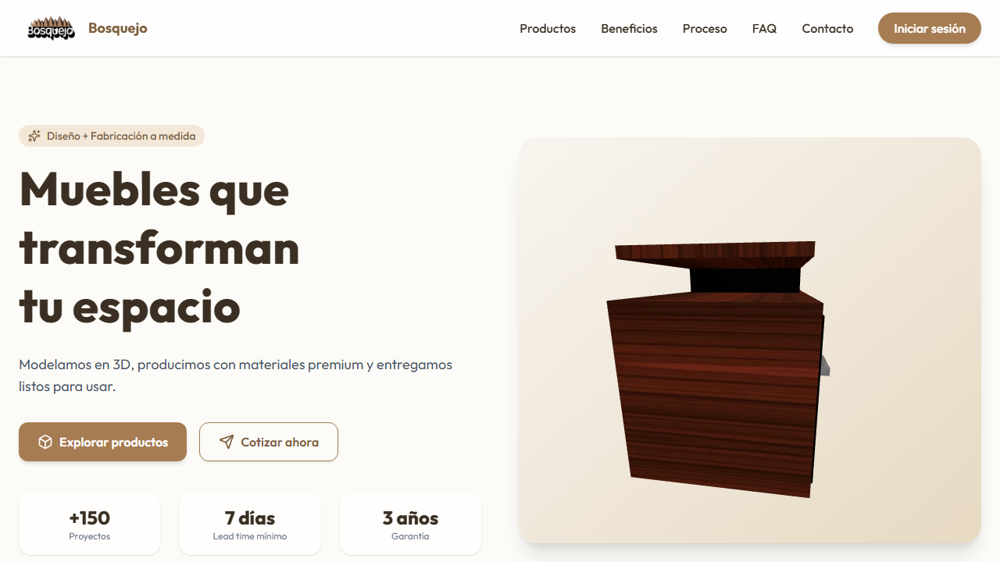 Bosquejo
Bosquejo
Productos
Beneficios
Proceso
FAQ
Contacto
Iniciar sesión
Diseño + Fabricación a medida
Muebles que
transforman
tu espacio
Modelamos en 3D, producimos con materiales premium y entregamos
listos para usar.
Explorar productos
Cotizar ahora
+150
Proyectos
7 días
Lead time mínimo
3 años
Garantía